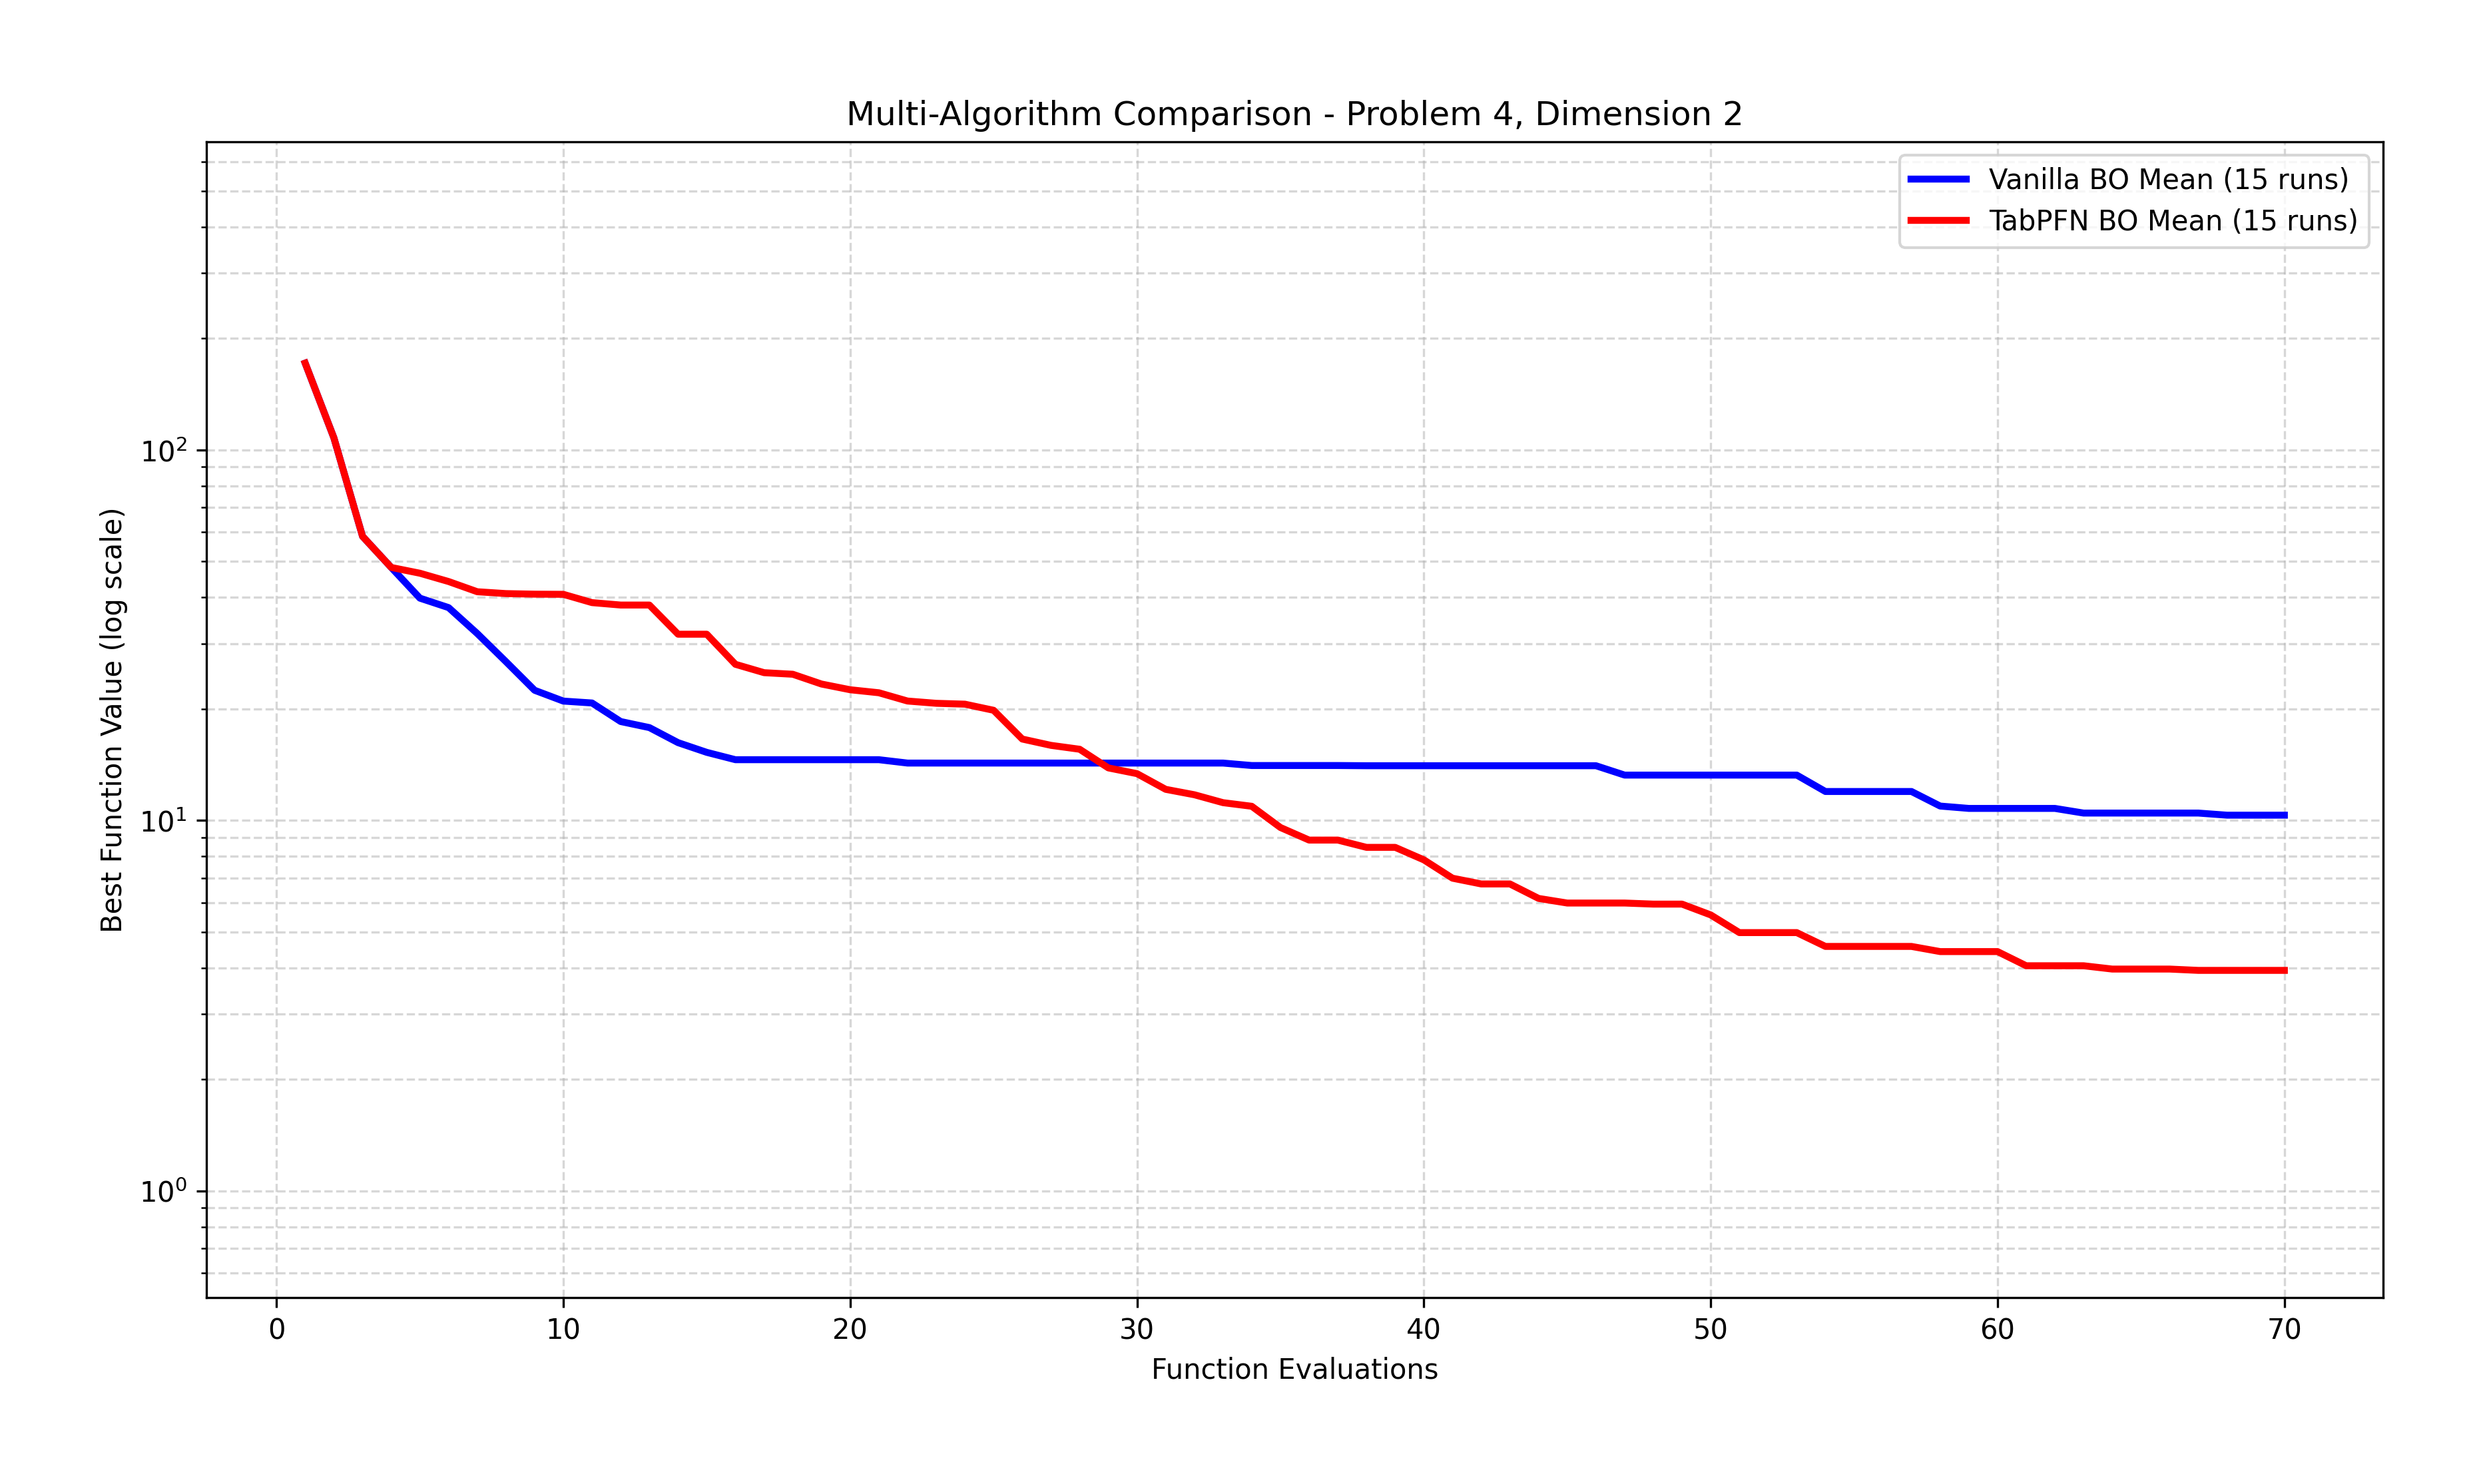 Multi-Algorithm Comparison - Problem 4, Dimension 2
Vanilla BO Mean (15 runs)
TabPFN BO Mean (15 runs)
Best Function Value (log scale)
10²
10¹
10⁰
0 10 20 30 40 50 60 70
Function Evaluations